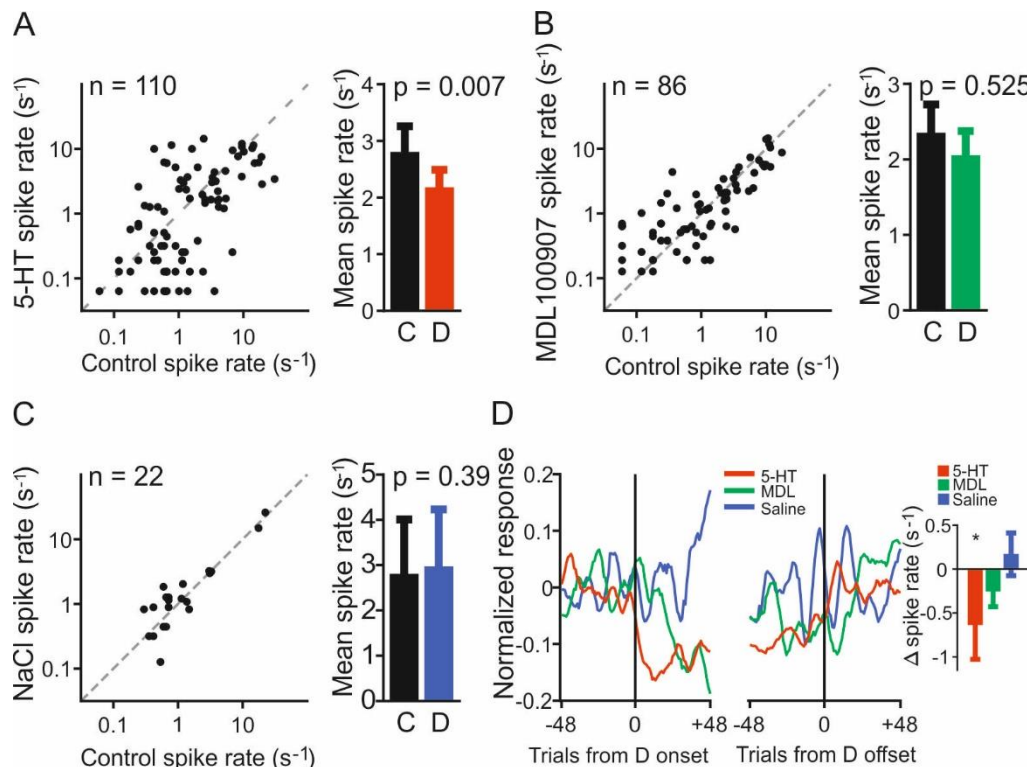 A
n = 110
5-HT spike rate (s-1)
10
1
0.1
0.1
1
10
Control spike rate (s-1)
p = 0.007
Mean spike rate (s-1)
4
3
2
1
0
C
D
B
n = 86
MDL100907 spike rate (s-1)
10
1
0.1
0.1
1
10
Control spike rate (s-1)
p = 0.525
Mean spike rate (s-1)
3
2
1
0
C
D
C
n = 22
NaCl spike rate (s-1)
10
1
0.1
0.1
1
10
Control spike rate (s-1)
p = 0.39
Mean spike rate (s-1)
5
4
3
2
1
0
C
D
D
Normalized response
0.2
0.1
0
-0.1
-0.2
5-HT
MDL
Saline
-48
0
+48
Trials from D onset
5-HT
MDL
Saline
-48
0
+48
Trials from D offset
5-HT
MDL
Saline
Δ spike rate (s-1)
0.5
0
-0.5
-1
*